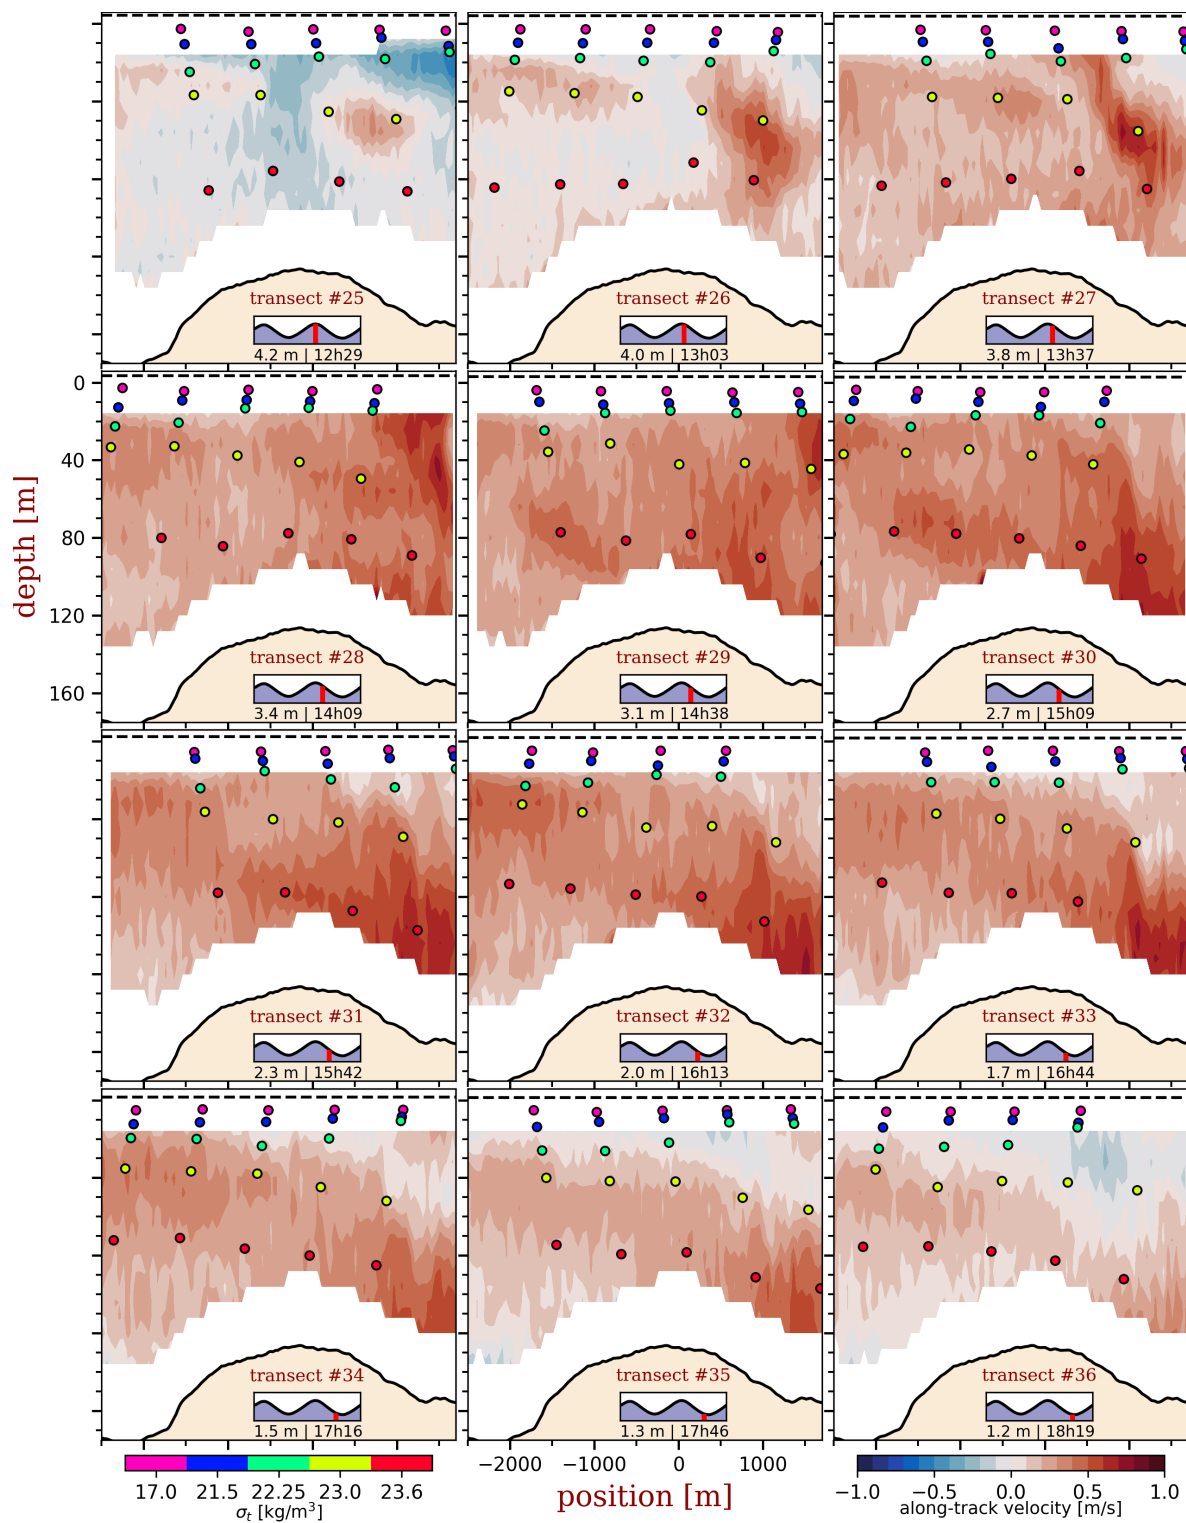 transect #25
4.2 m | 12h29
transect #26
4.0 m | 13h03
transect #27
3.8 m | 13h37
0
40
80
120
160
depth [m]
transect #28
3.4 m | 14h09
transect #29
3.1 m | 14h38
transect #30
2.7 m | 15h09
transect #31
2.3 m | 15h42
transect #32
2.0 m | 16h13
transect #33
1.7 m | 16h44
transect #34
1.5 m | 17h16
transect #35
1.3 m | 17h46
transect #36
1.2 m | 18h19
17.0 21.5 22.25 23.0 23.6
σt [kg/m³]
−2000 −1000 0 1000
position [m]
−1.0 −0.5 0.0 0.5 1.0
along-track velocity [m/s]